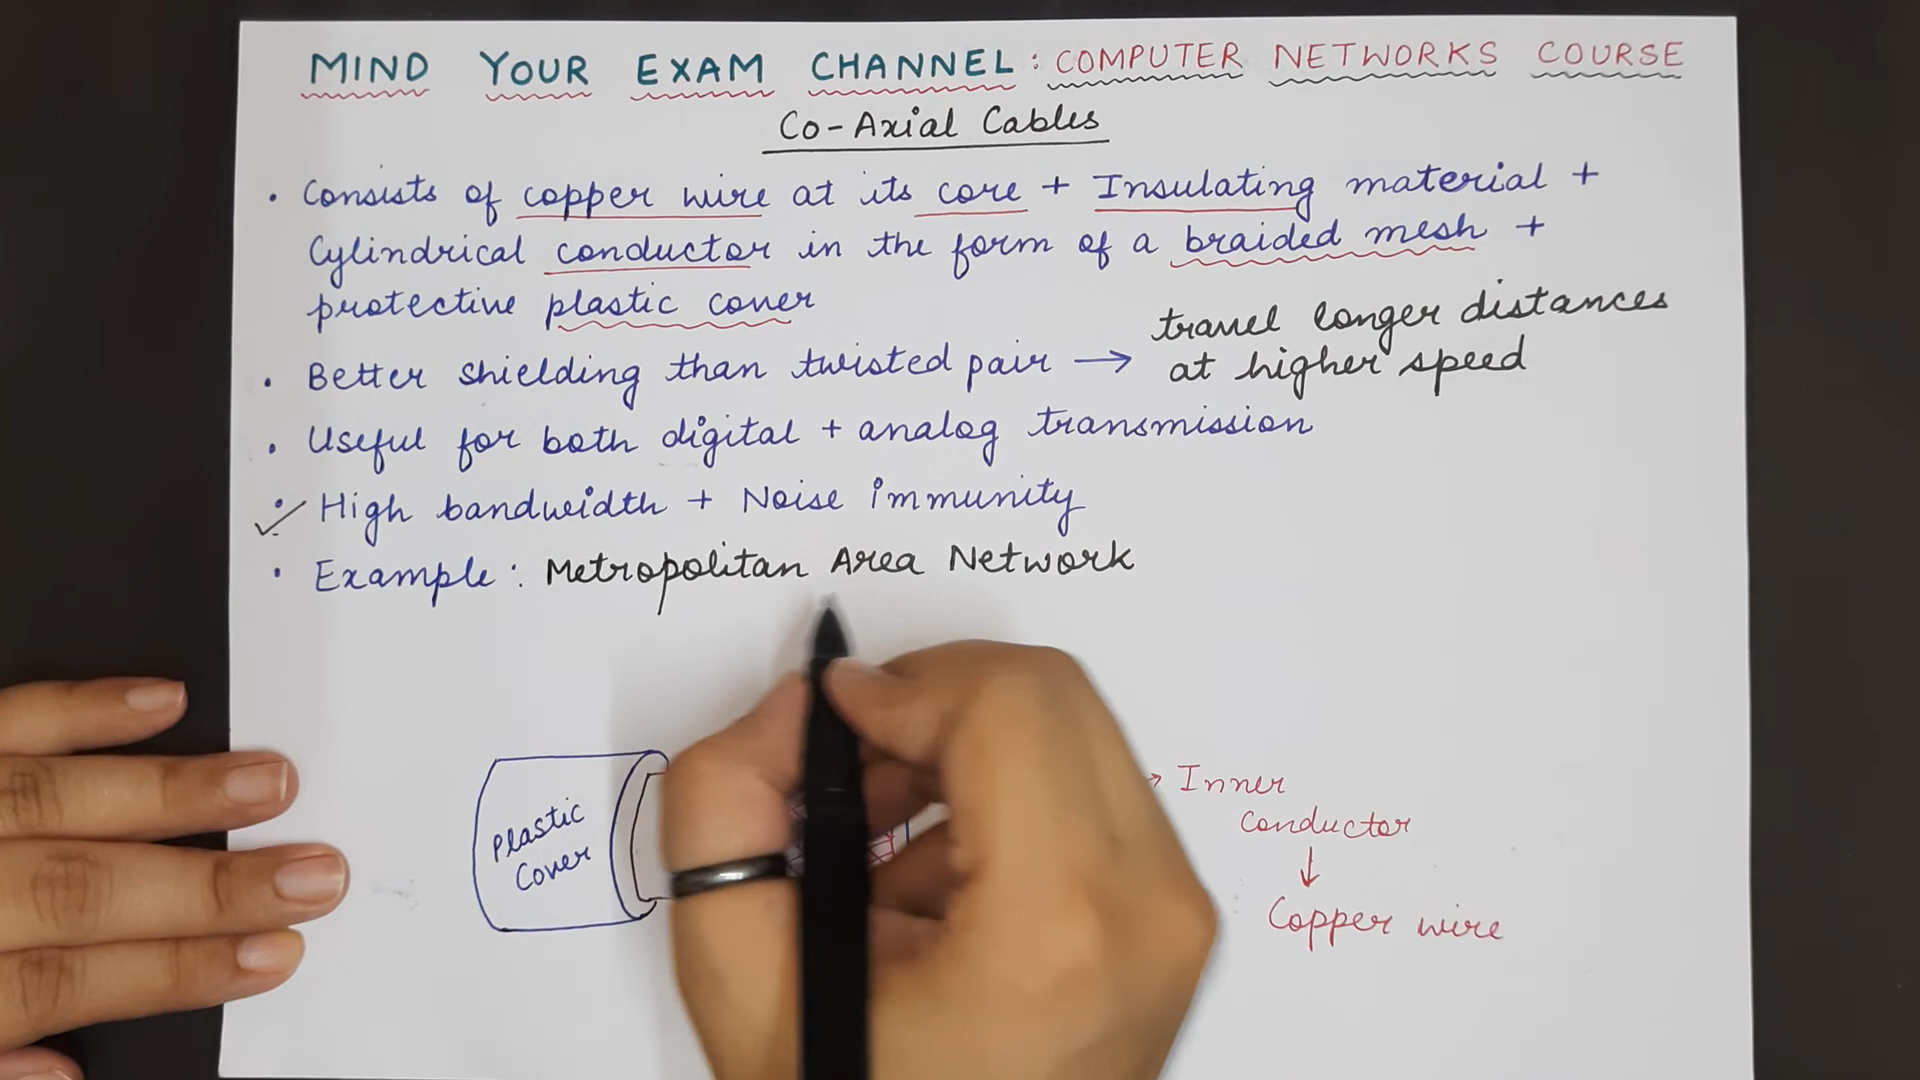 MIND YOUR EXAM CHANNEL : COMPUTER NETWORKS COURSE
Co-Axial Cables
• Consists of copper wire at its core + Insulating material +
Cylindrical conductor in the form of a braided mesh +
protective plastic cover
• Better shielding than twisted pair → travel longer distances
at higher speed
• Useful for both digital + analog transmission
• High bandwidth + Noise immunity
• Example : Metropolitan Area Network
Plastic
Cover
→ Inner
Conductor
↓
Copper wire